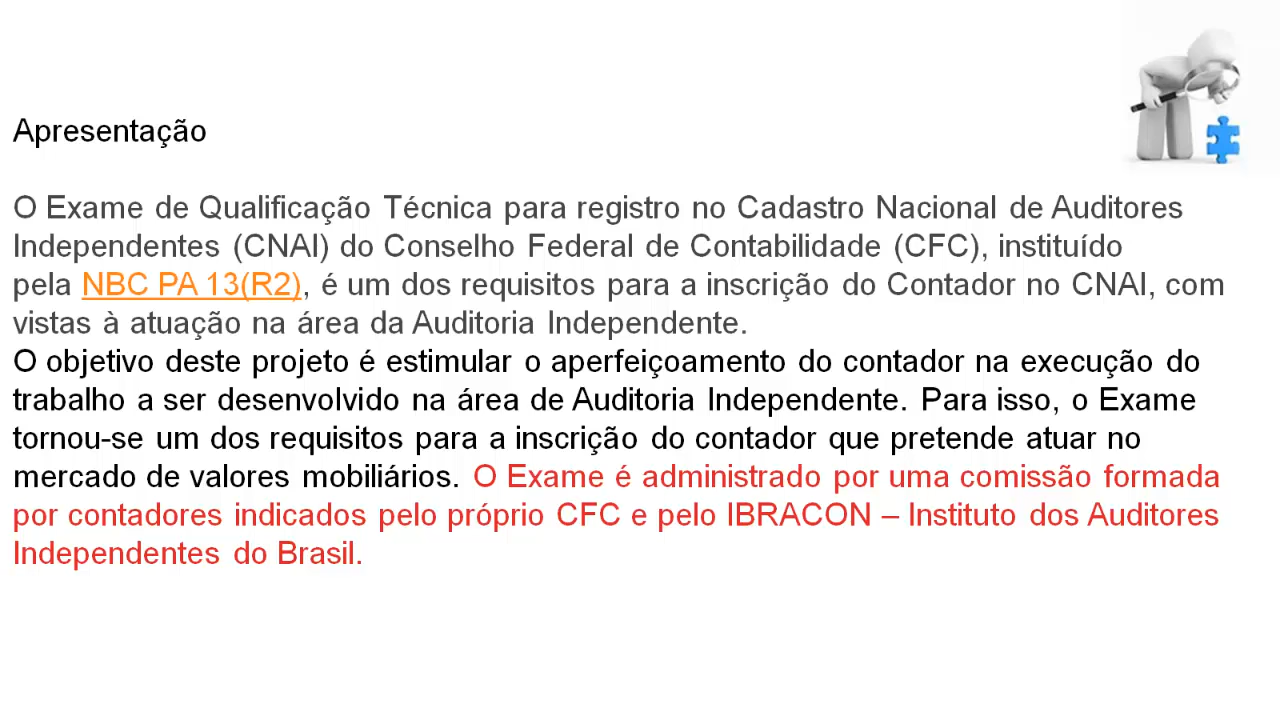 Apresentação
O Exame de Qualificação Técnica para registro no Cadastro Nacional de Auditores
Independentes (CNAI) do Conselho Federal de Contabilidade (CFC), instituído
pela NBC PA 13(R2), é um dos requisitos para a inscrição do Contador no CNAI, com
vistas à atuação na área da Auditoria Independente.
O objetivo deste projeto é estimular o aperfeiçoamento do contador na execução do
trabalho a ser desenvolvido na área de Auditoria Independente. Para isso, o Exame
tornou-se um dos requisitos para a inscrição do contador que pretende atuar no
mercado de valores mobiliários. O Exame é administrado por uma comissão formada
por contadores indicados pelo próprio CFC e pelo IBRACON – Instituto dos Auditores
Independentes do Brasil.